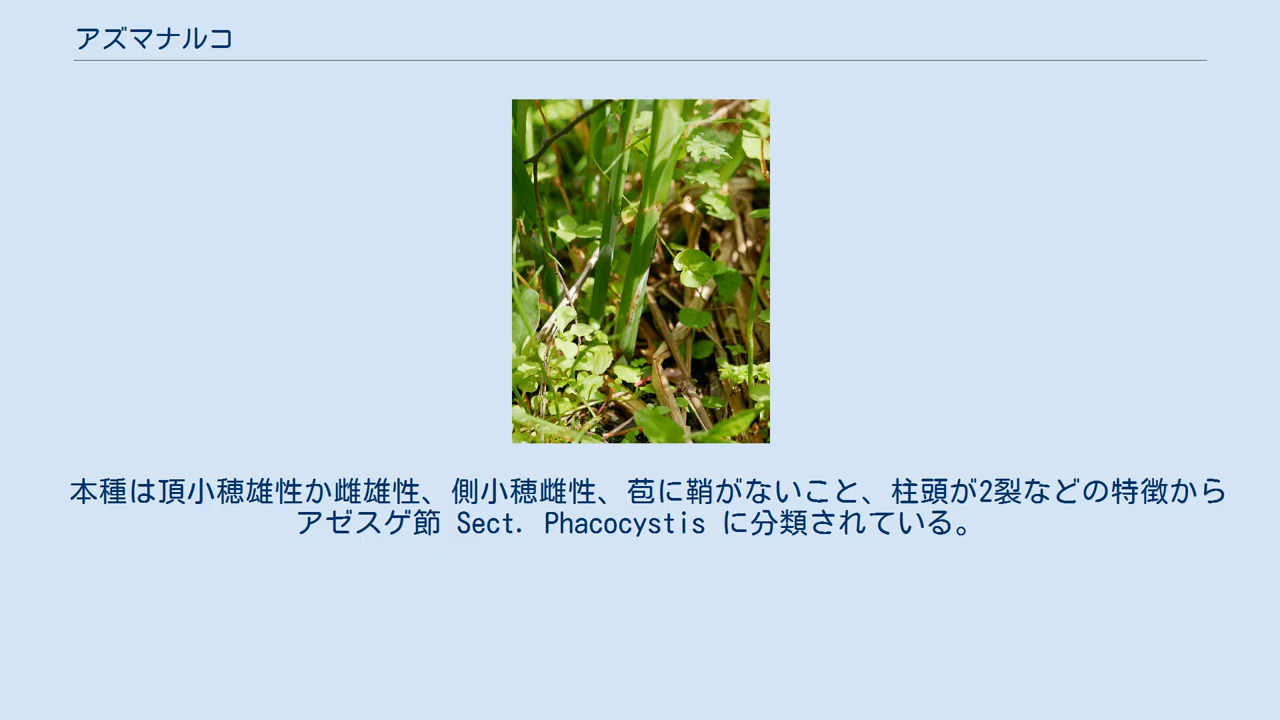 アズマナルコ
本種は頂小穂雄性か雌雄性、側小穂雌性、苞に鞘がないこと、柱頭が2裂などの特徴から
アゼスゲ節 Sect. Phacocystis に分類されている。